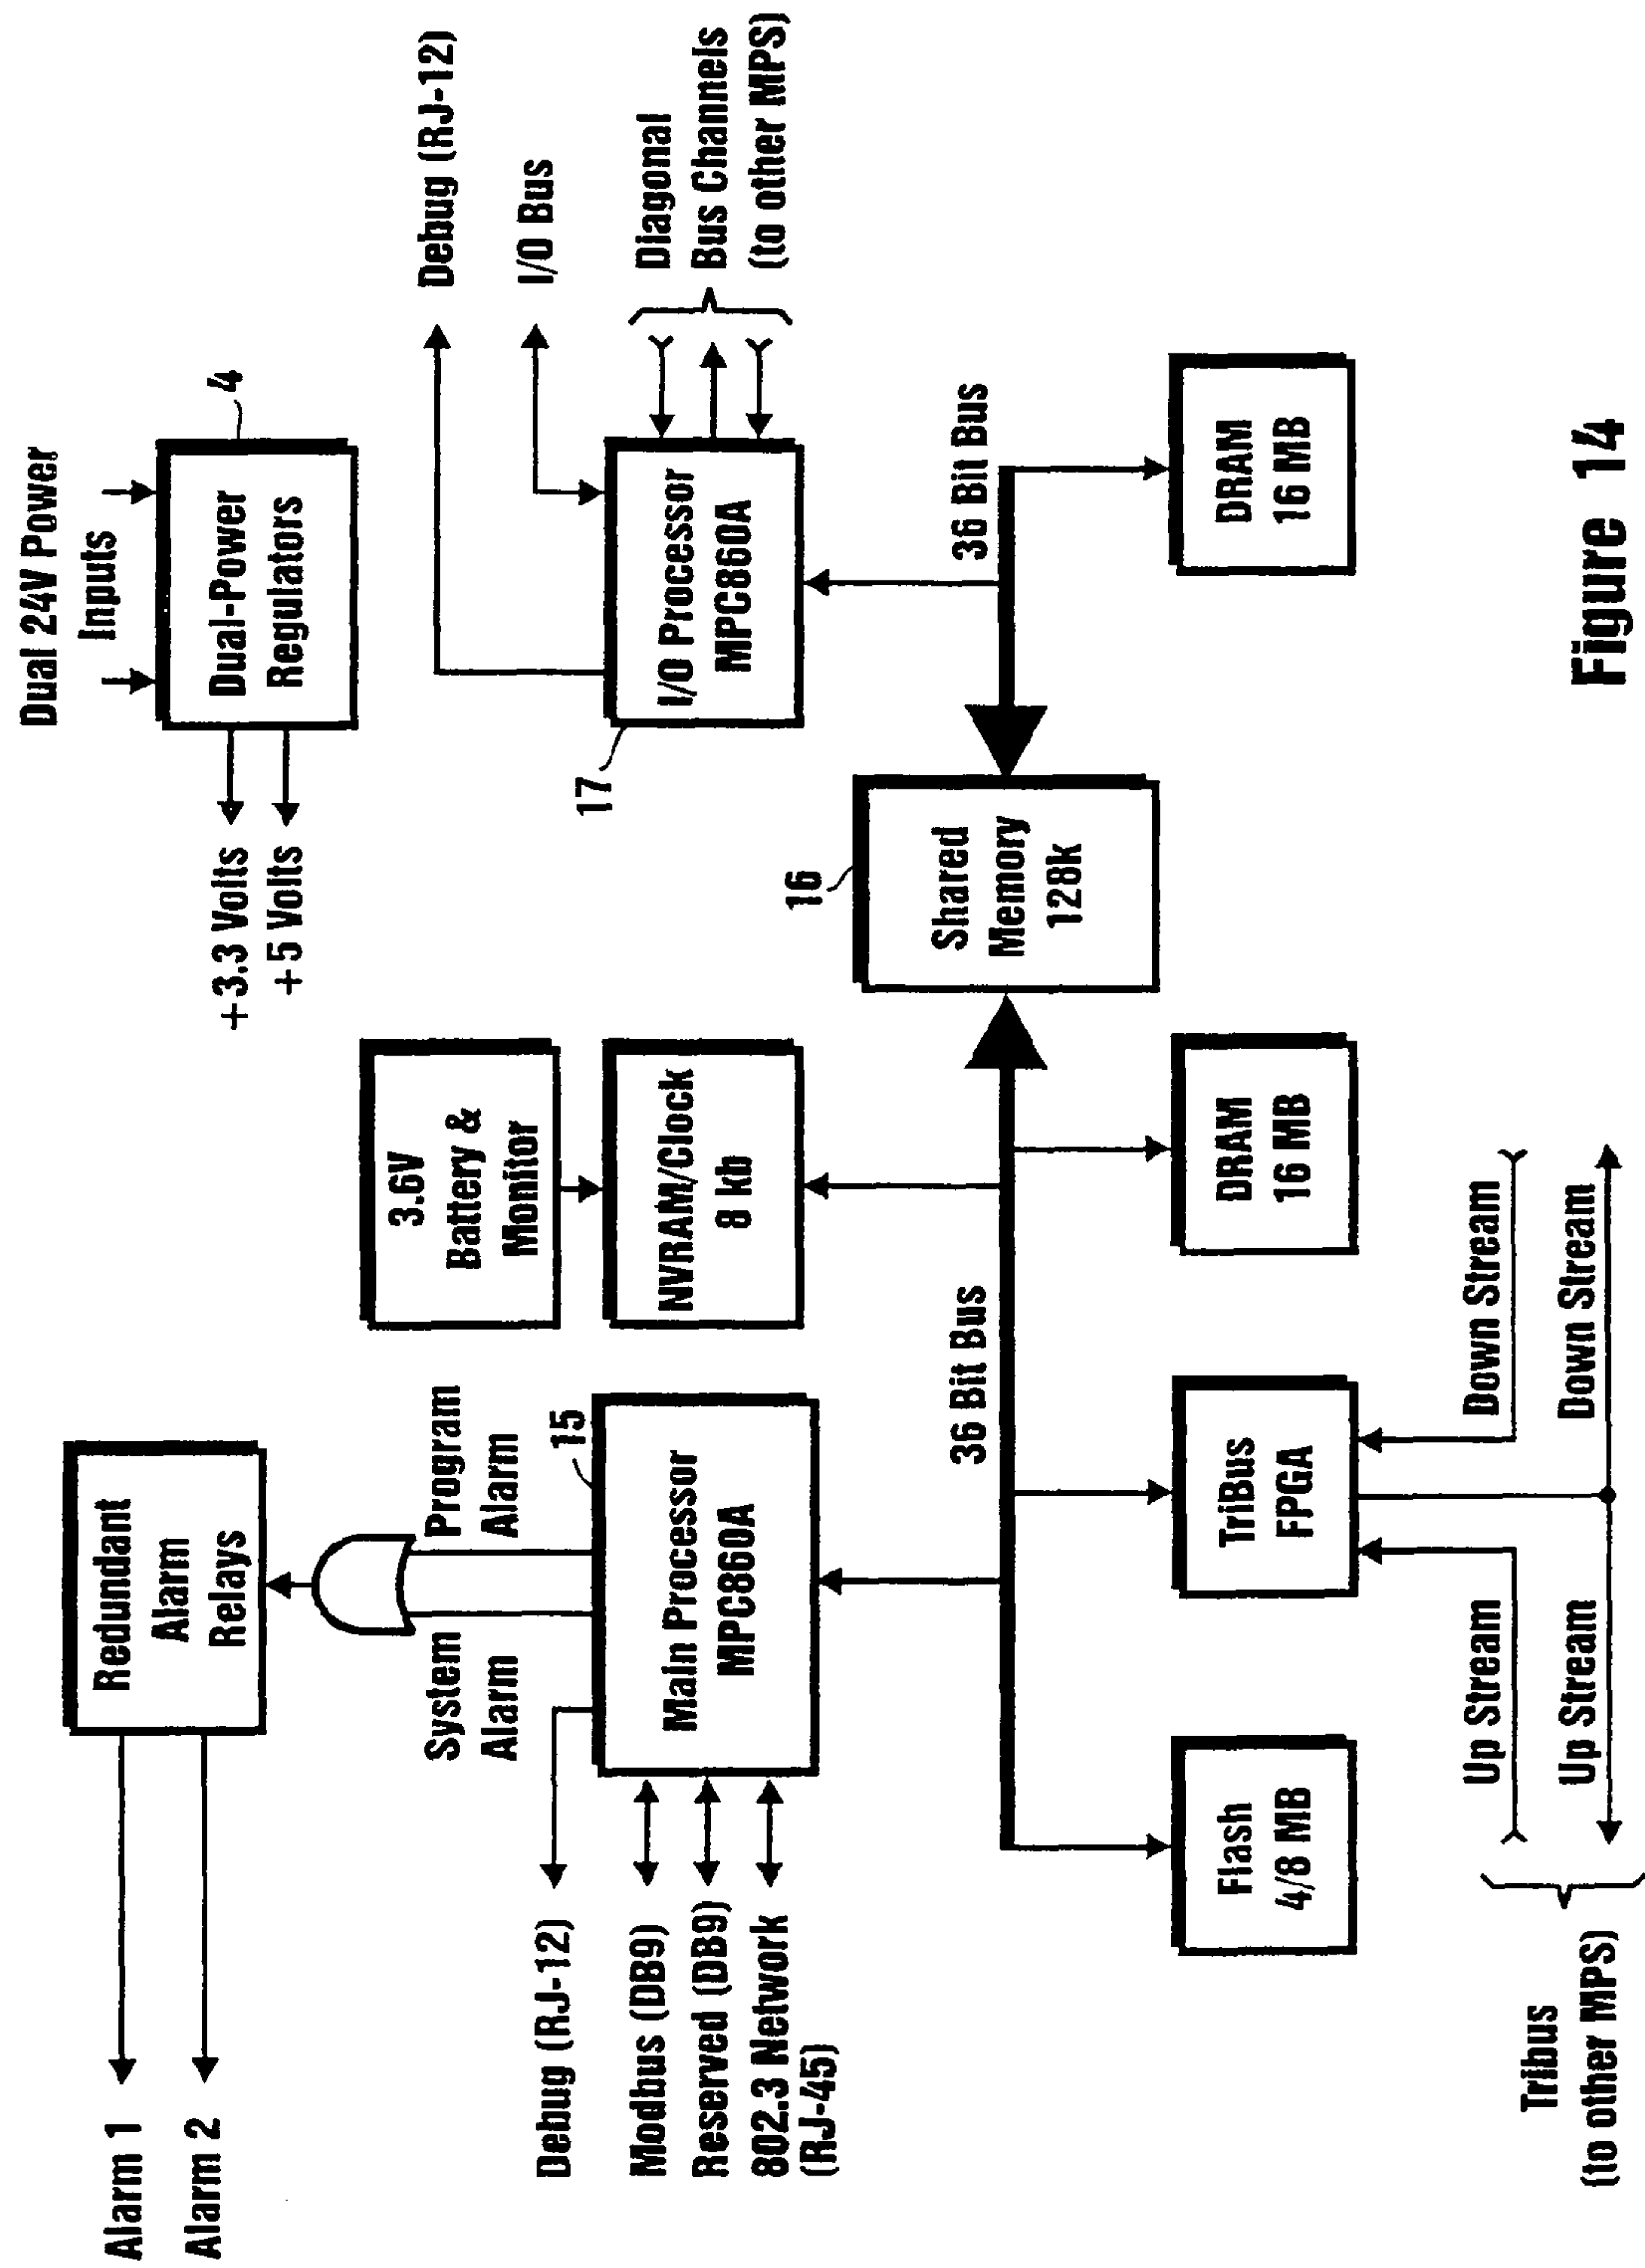 Alarm 1
Alarm 2
Redundant
Alarm
Relays
System
Alarm
Program
Alarm
15
Debug (RJ-12)
Modbus (DB9)
Reserved (DB9)
802.3 Network
(RJ-45)
Main Processor
MPC860A
3.6V
Battery &
Monitor
NVRAM/Clock
8 kb
Dual 24V Power
Inputs
4
Dual-Power
Regulators
+3.3 Volts
+5 Volts
Debug (RJ-12)
I/O Bus
Diagonal
Bus Channels
(to other MPS)
17
I/O Processor
MPC860A
36 Bit Bus
16
Shared
Memory
128k
36 Bit Bus
Flash
4/8 MB
TriBus
FPGA
DRAM
16 MB
DRAM
16 MB
Up Stream
Down Stream
Up Stream
Down Stream
Tribus
(to other MPS)
Figure 14